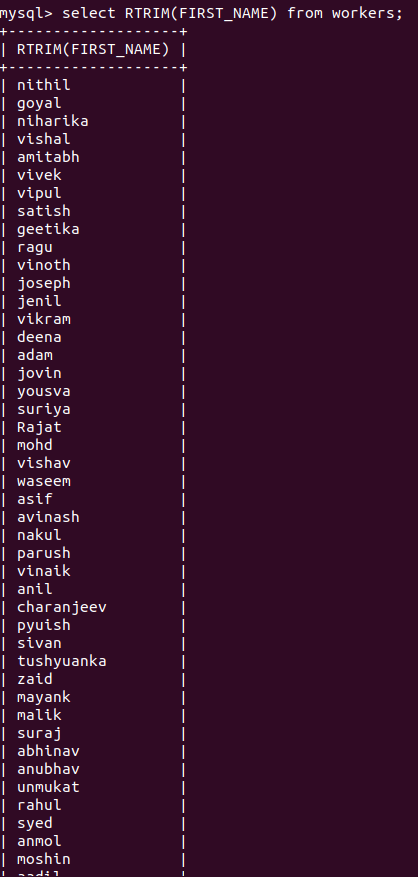 mysql> select RTRIM(FIRST_NAME) from workers;
+-------------------+
| RTRIM(FIRST_NAME) |
+-------------------+
| nithil            |
| goyal             |
| niharika          |
| vishal            |
| amitabh           |
| vivek             |
| vipul             |
| satish            |
| geetika           |
| ragu              |
| vinoth            |
| joseph            |
| jenil             |
| vikram            |
| deena             |
| adam              |
| jovin             |
| yousva            |
| suriya            |
| Rajat             |
| mohd              |
| vishav            |
| waseem            |
| asif              |
| avinash           |
| nakul             |
| parush            |
| vinaik            |
| anil              |
| charanjeev        |
| pyuish            |
| sivan             |
| tushyuanka        |
| zaid              |
| mayank            |
| malik             |
| suraj             |
| abhinav           |
| anubhav           |
| unmukat           |
| rahul             |
| syed              |
| anmol             |
| moshin            |